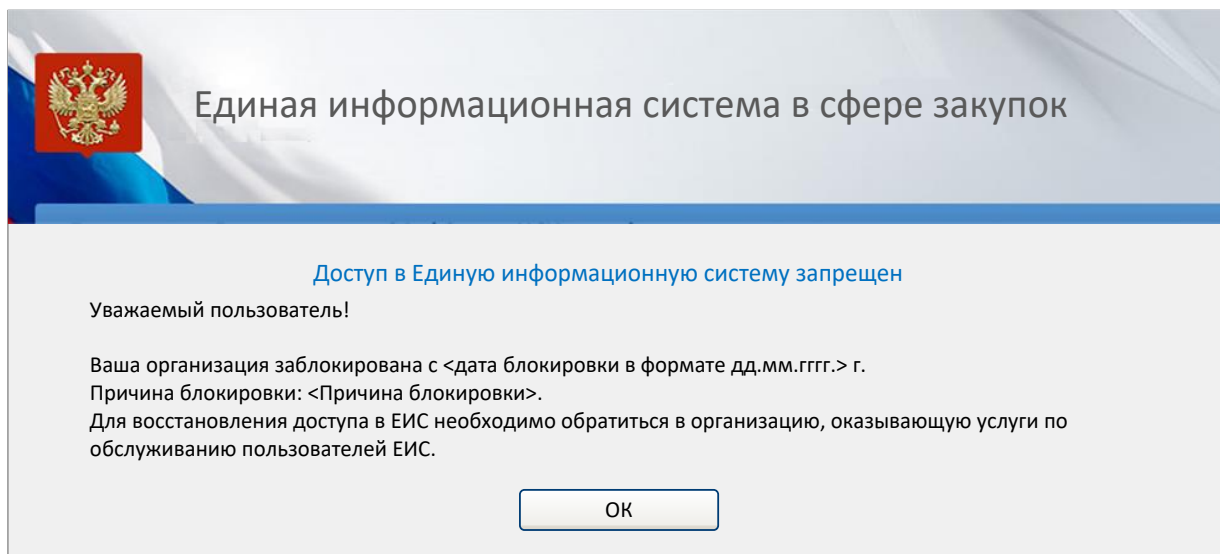 Единая информационная система в сфере закупок
Доступ в Единую информационную систему запрещен
Уважаемый пользователь!
Ваша организация заблокирована с <дата блокировки в формате дд.мм.гггг.> г.
Причина блокировки: <Причина блокировки>.
Для восстановления доступа в ЕИС необходимо обратиться в организацию, оказывающую услуги по
обслуживанию пользователей ЕИС.
ОК